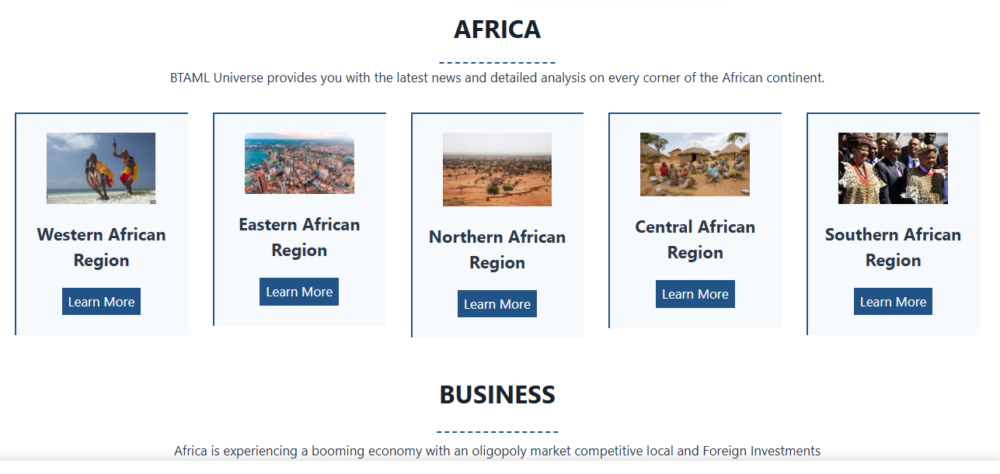 AFRICA
BTAML Universe provides you with the latest news and detailed analysis on every corner of the African continent.
Western African
Region
Learn More
Eastern African
Region
Learn More
Northern African
Region
Learn More
Central African
Region
Learn More
Southern African
Region
Learn More
BUSINESS
Africa is experiencing a booming economy with an oligopoly market competitive local and Foreign Investments